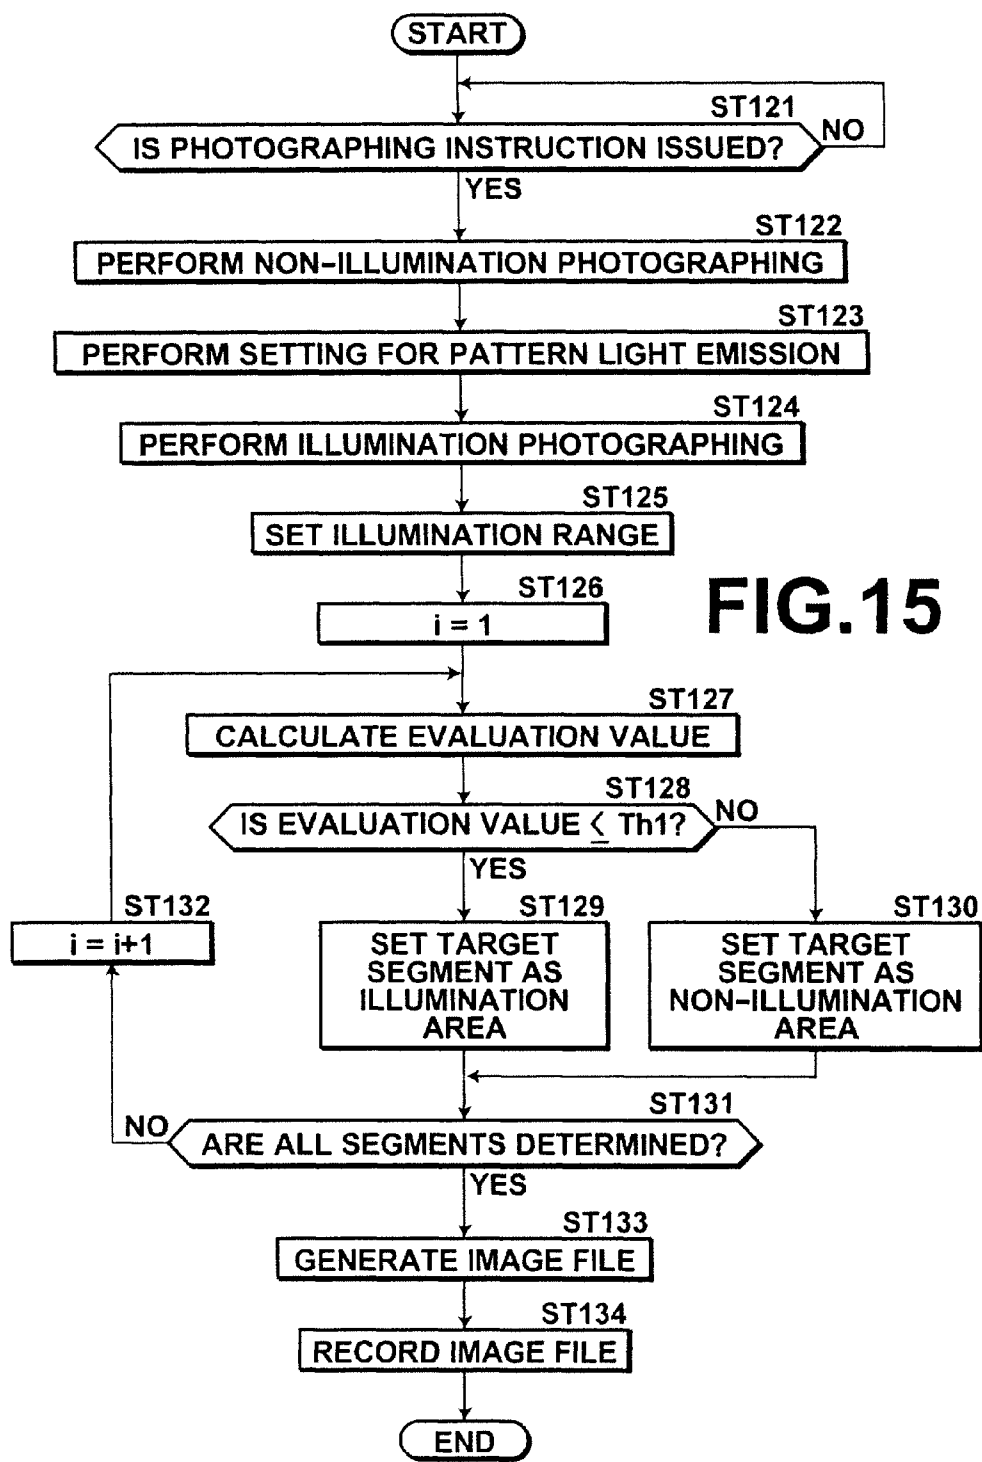 START
ST121
IS PHOTOGRAPHING INSTRUCTION ISSUED?
NO
YES
ST122
PERFORM NON-ILLUMINATION PHOTOGRAPHING
ST123
PERFORM SETTING FOR PATTERN LIGHT EMISSION
ST124
PERFORM ILLUMINATION PHOTOGRAPHING
ST125
SET ILLUMINATION RANGE
ST126
i = 1
FIG.15
ST127
CALCULATE EVALUATION VALUE
ST128
IS EVALUATION VALUE ≤ Th1?
NO
YES
ST129
SET TARGET
SEGMENT AS
ILLUMINATION
AREA
ST130
SET TARGET
SEGMENT AS
NON-ILLUMINATION
AREA
ST132
i = i+1
ST131
ARE ALL SEGMENTS DETERMINED?
NO
YES
ST133
GENERATE IMAGE FILE
ST134
RECORD IMAGE FILE
END